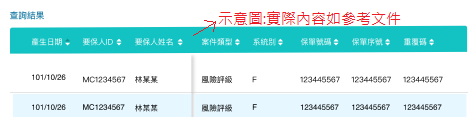 查詢結果
示意圖:實際內容如參考文件
產生日期 要保人ID 要保人姓名 案件類型 系統別 保單號碼 保單序號 重覆碼
101/10/26 MC1234567 林某某 風險評級 F 123445567 123445567 123445567
101/10/26 MC1234567 林某某 風險評級 F 123445567 123445567 123445567